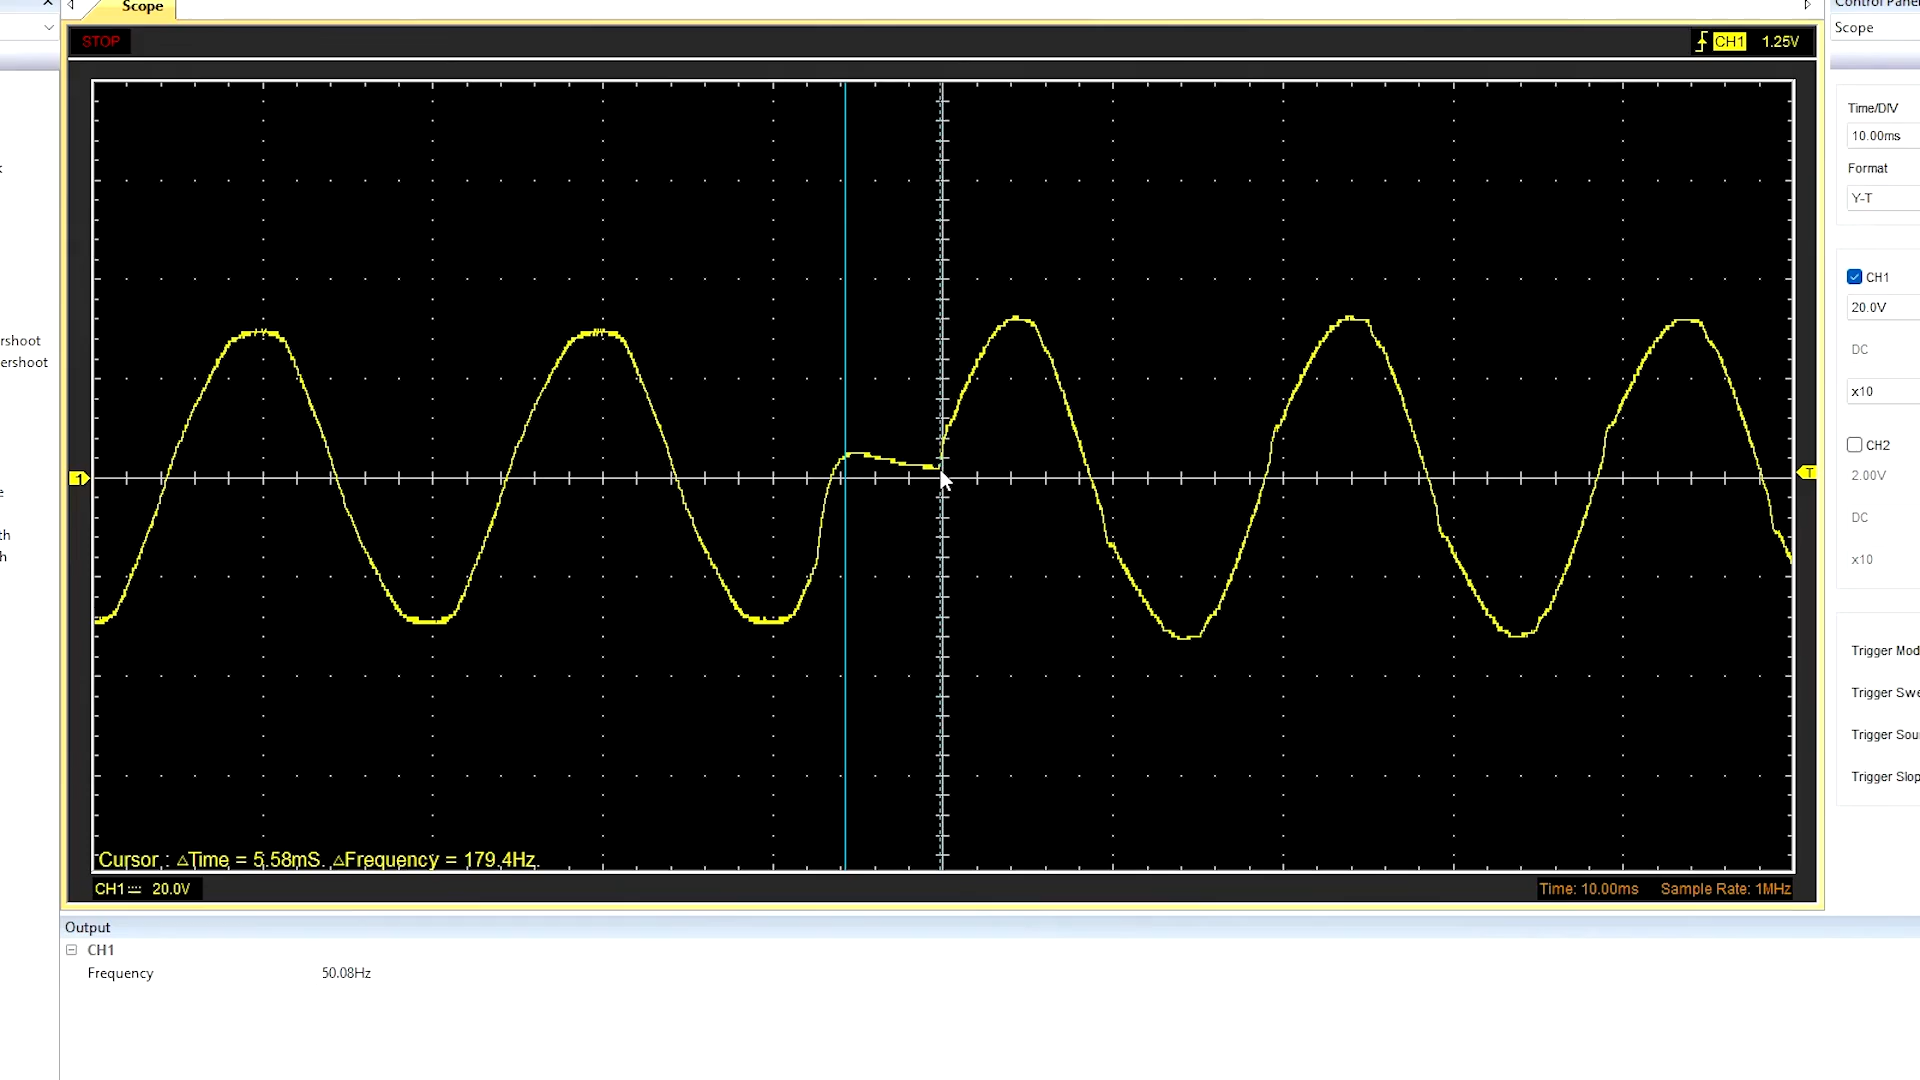 Scope
STOP
CH1 1.25V
Scope
Time/DIV
10.00ms
Format
Y-T
CH1
20.0V
DC
x10
CH2
2.00V
DC
x10
Trigger Mod
Trigger Swe
Trigger Sou
Trigger Slop
rshoot
ershoot
th
h
1
T
Cursor : △Time = 5.58mS. △Frequency = 179.4Hz.
CH1 20.0V
Time: 10.00ms Sample Rate: 1MHz
Output
CH1
Frequency 50.08Hz